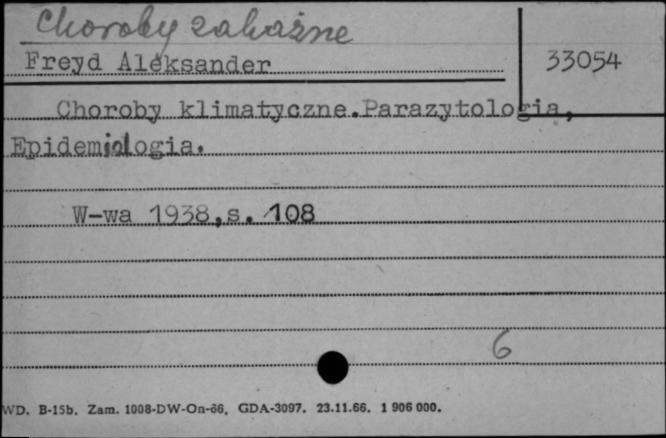 Choroby zakaźne
Freyd Aleksander
33054
Choroby klimatyczne.Parazytologia,
Epidemiologia.
W-wa 1938,s. 108
6
WD. B-15b. Zam. 1008-DW-On-66. GDA-3097. 23.11.66. 1 906 000.